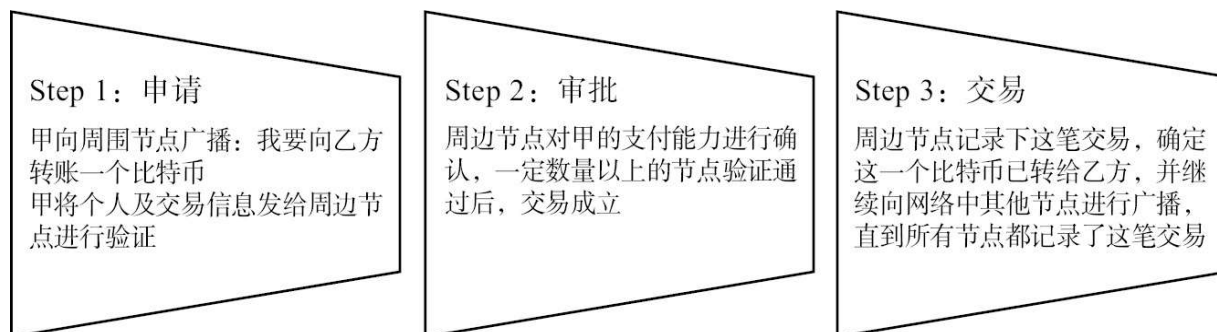 Step 1：申请
甲向周围节点广播：我要向乙方
转账一个比特币
甲将个人及交易信息发给周边节
点进行验证
Step 2：审批
周边节点对甲的支付能力进行确
认，一定数量以上的节点验证通
过后，交易成立
Step 3：交易
周边节点记录下这笔交易，确定
这一个比特币已转给乙方，并继
续向网络中其他节点进行广播，
直到所有节点都记录了这笔交易